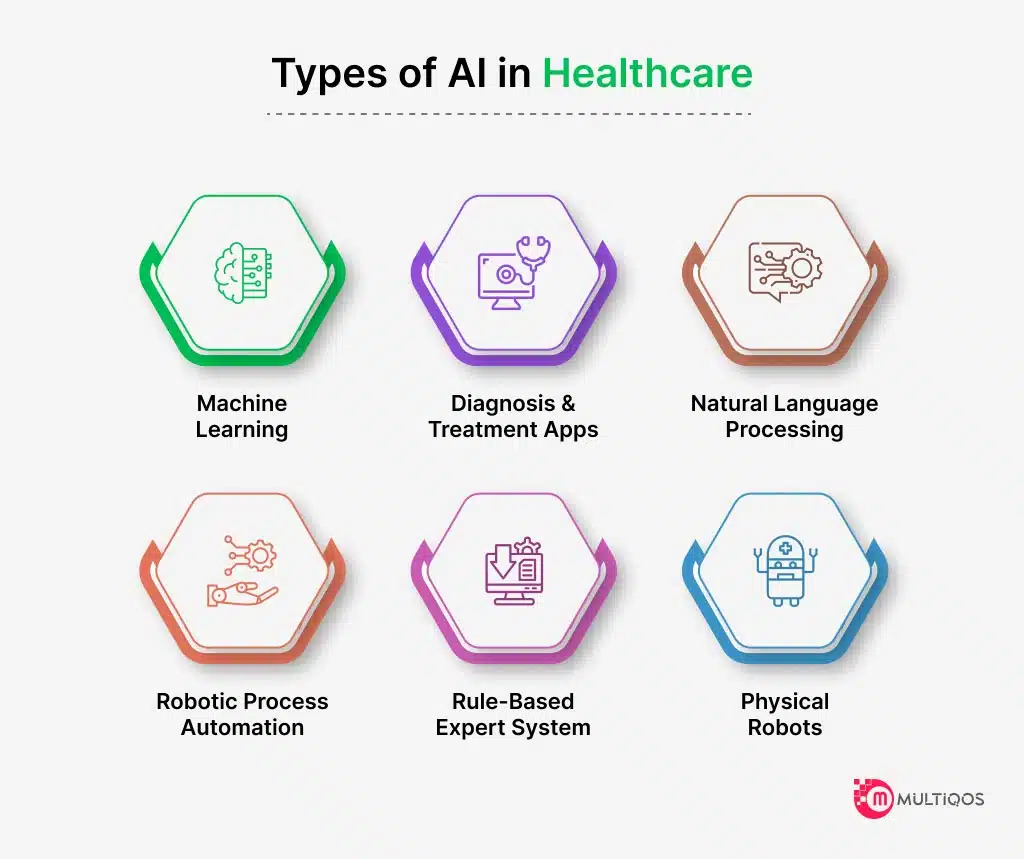 Types of AI in Healthcare
Machine
Learning
Diagnosis &
Treatment Apps
Natural Language
Processing
Robotic Process
Automation
Rule-Based
Expert System
Physical
Robots
m MULTIQOS